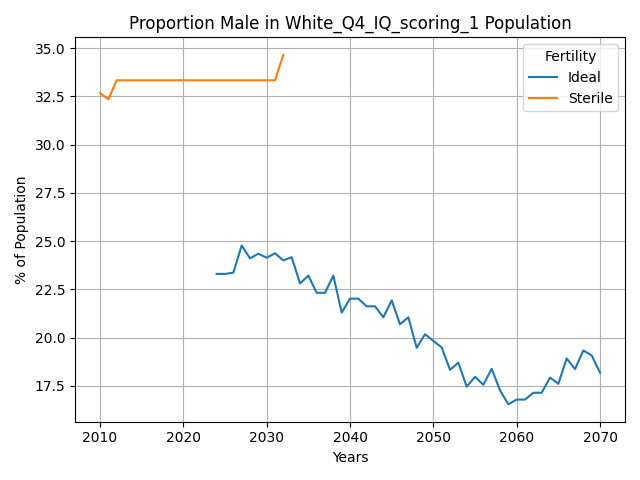 Proportion Male in White_Q4_IQ_scoring_1 Population
35.0
32.5
30.0
27.5
25.0
22.5
20.0
17.5
% of Population
Fertility
Ideal
Sterile
2010 2020 2030 2040 2050 2060 2070
Years